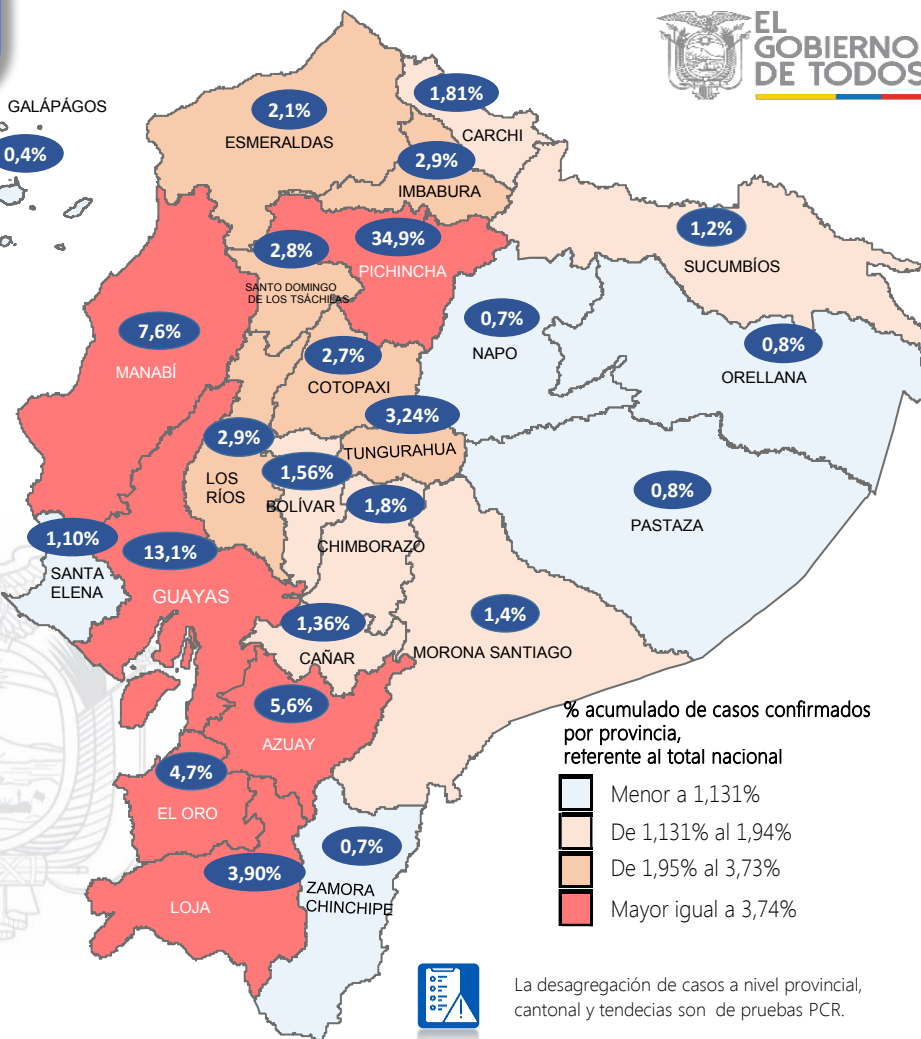 EL
GOBIERNO
DE TODOS
GALÁPÁGOS
0,4%
2,1%
ESMERALDAS
1,81%
CARCHI
2,9%
IMBABURA
1,2%
SUCUMBÍOS
34,9%
PICHINCHA
2,8%
SANTO DOMINGO
DE LOS TSÁCHILAS
7,6%
MANABÍ
0,7%
NAPO
0,8%
ORELLANA
2,7%
COTOPAXI
3,24%
TUNGURAHUA
2,9%
LOS
RÍOS
1,56%
BOLÍVAR
1,8%
CHIMBORAZO
0,8%
PASTAZA
1,10%
SANTA
ELENA
13,1%
GUAYAS
1,36%
CAÑAR
1,4%
MORONA SANTIAGO
5,6%
AZUAY
4,7%
EL ORO
3,90%
LOJA
0,7%
ZAMORA
CHINCHIPE
% acumulado de casos confirmados
por provincia,
referente al total nacional
Menor a 1,131%
De 1,131% al 1,94%
De 1,95% al 3,73%
Mayor igual a 3,74%
La desagregación de casos a nivel provincial,
cantonal y tendecias son de pruebas PCR.